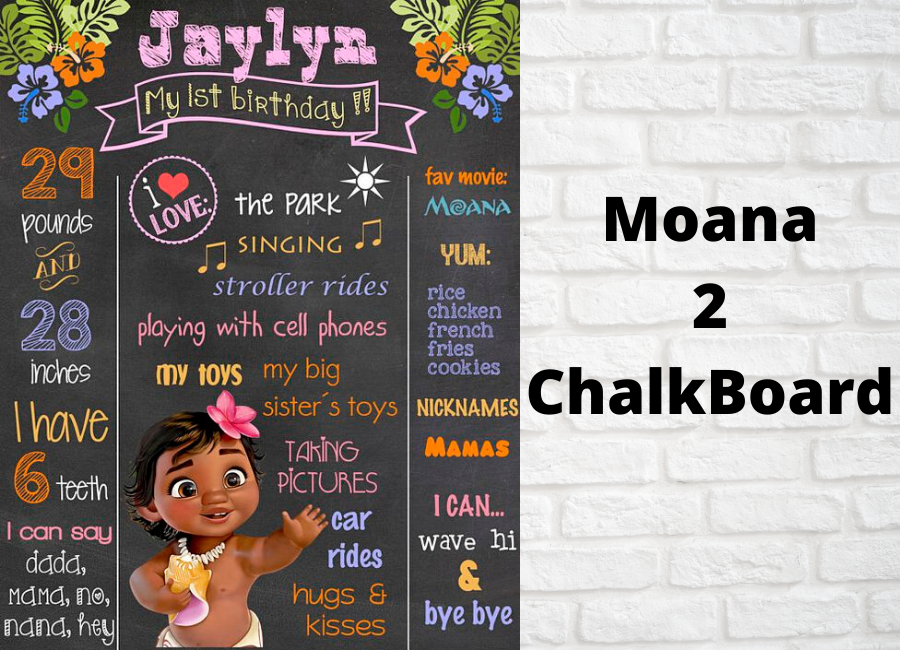 Jaylyn
My 1st birthday !!
29
pounds
AND
28
inches
I have
6 teeth
I can say
dada,
mama, no,
nana, hey
i ❤ LOVE:
the PARK
SINGING
stroller rides
playing with cell phones
my toys
my big
sister´s toys
TAKING
PICTURES
car
rides
hugs &
kisses
fav movie:
MOANA
YUM:
rice
chicken
french
fries
cookies
NICKNAMES
MAMAS
I CAN...
wave hi
&
bye bye
Moana
2
ChalkBoard